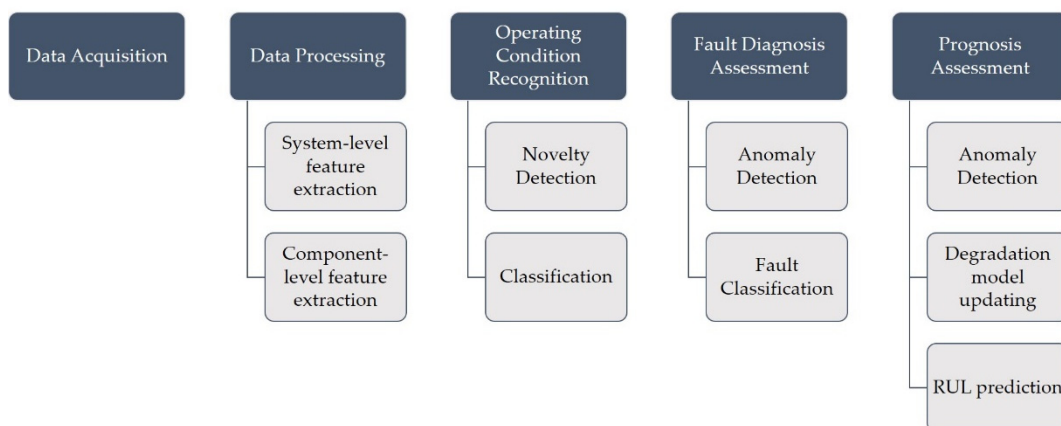 Data Acquisition
Data Processing
System-level
feature
extraction
Component-
level feature
extraction
Operating
Condition
Recognition
Novelty
Detection
Classification
Fault Diagnosis
Assessment
Anomaly
Detection
Fault
Classification
Prognosis
Assessment
Anomaly
Detection
Degradation
model
updating
RUL prediction